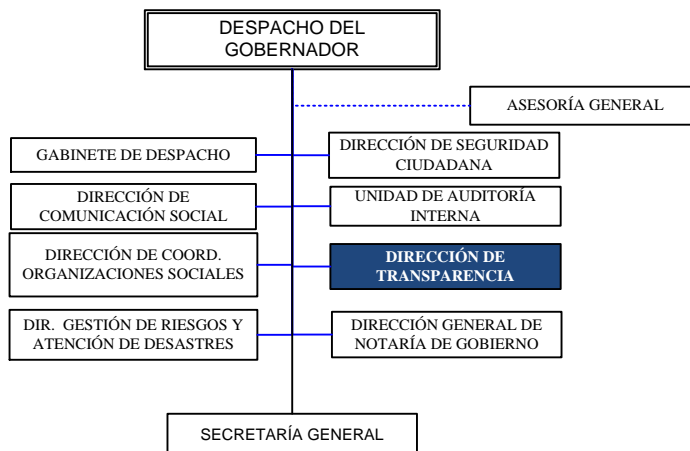 DESPACHO DEL
GOBERNADOR
ASESORÍA GENERAL
GABINETE DE DESPACHO
DIRECCIÓN DE SEGURIDAD
CIUDADANA
DIRECCIÓN DE
COMUNICACIÓN SOCIAL
UNIDAD DE AUDITORÍA
INTERNA
DIRECCIÓN DE COORD.
ORGANIZACIONES SOCIALES
DIRECCIÓN DE
TRANSPARENCIA
DIR. GESTIÓN DE RIESGOS Y
ATENCIÓN DE DESASTRES
DIRECCIÓN GENERAL DE
NOTARÍA DE GOBIERNO
SECRETARÍA GENERAL